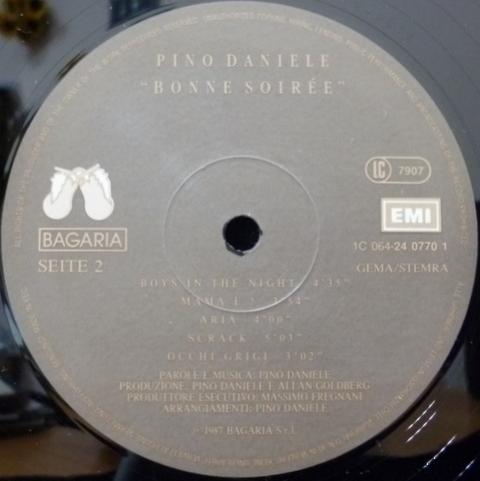 PINO DANIELE
"BONNE SOIRÉE"
LC 7907
EMI
1C 064-24 0770 1
GEMA/STEMRA
BAGARIA
SEITE 2
BOYS IN THE NIGHT 4'35"
ARIA 4'00"
SCRACK 5'03"
OCCHI GRIGI 3'02"
PAROLE E MUSICA: PINO DANIELE
PRODUZIONE: PINO DANIELE E ALLAN GOLDBERG
PRODUTTORE ESECUTIVO: MASSIMO FREGNANI
ARRANGIAMENTI: PINO DANIELE
℗ 1987 BAGARIA S.r.l.